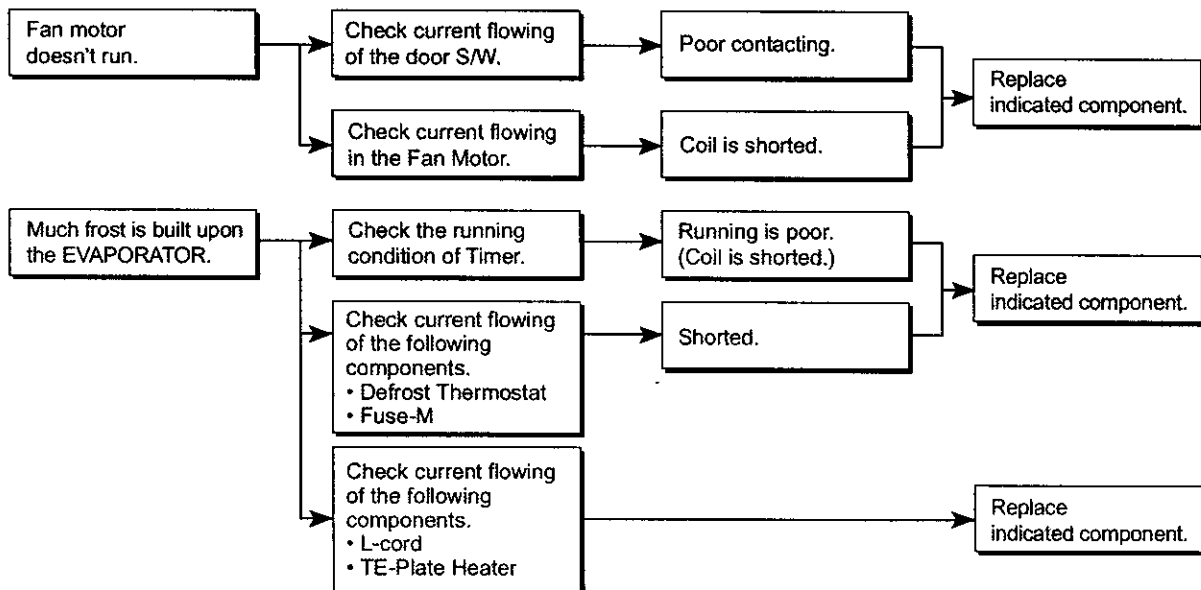 Fan motor
doesn't run.
Check current flowing
of the door S/W.
Poor contacting.
Replace
indicated component.
Check current flowing
in the Fan Motor.
Coil is shorted.
Much frost is built upon
the EVAPORATOR.
Check the running
condition of Timer.
Running is poor.
(Coil is shorted.)
Replace
indicated component.
Check current flowing
of the following
components.
• Defrost Thermostat
• Fuse-M
Shorted.
Check current flowing
of the following
components.
• L-cord
• TE-Plate Heater
Replace
indicated component.